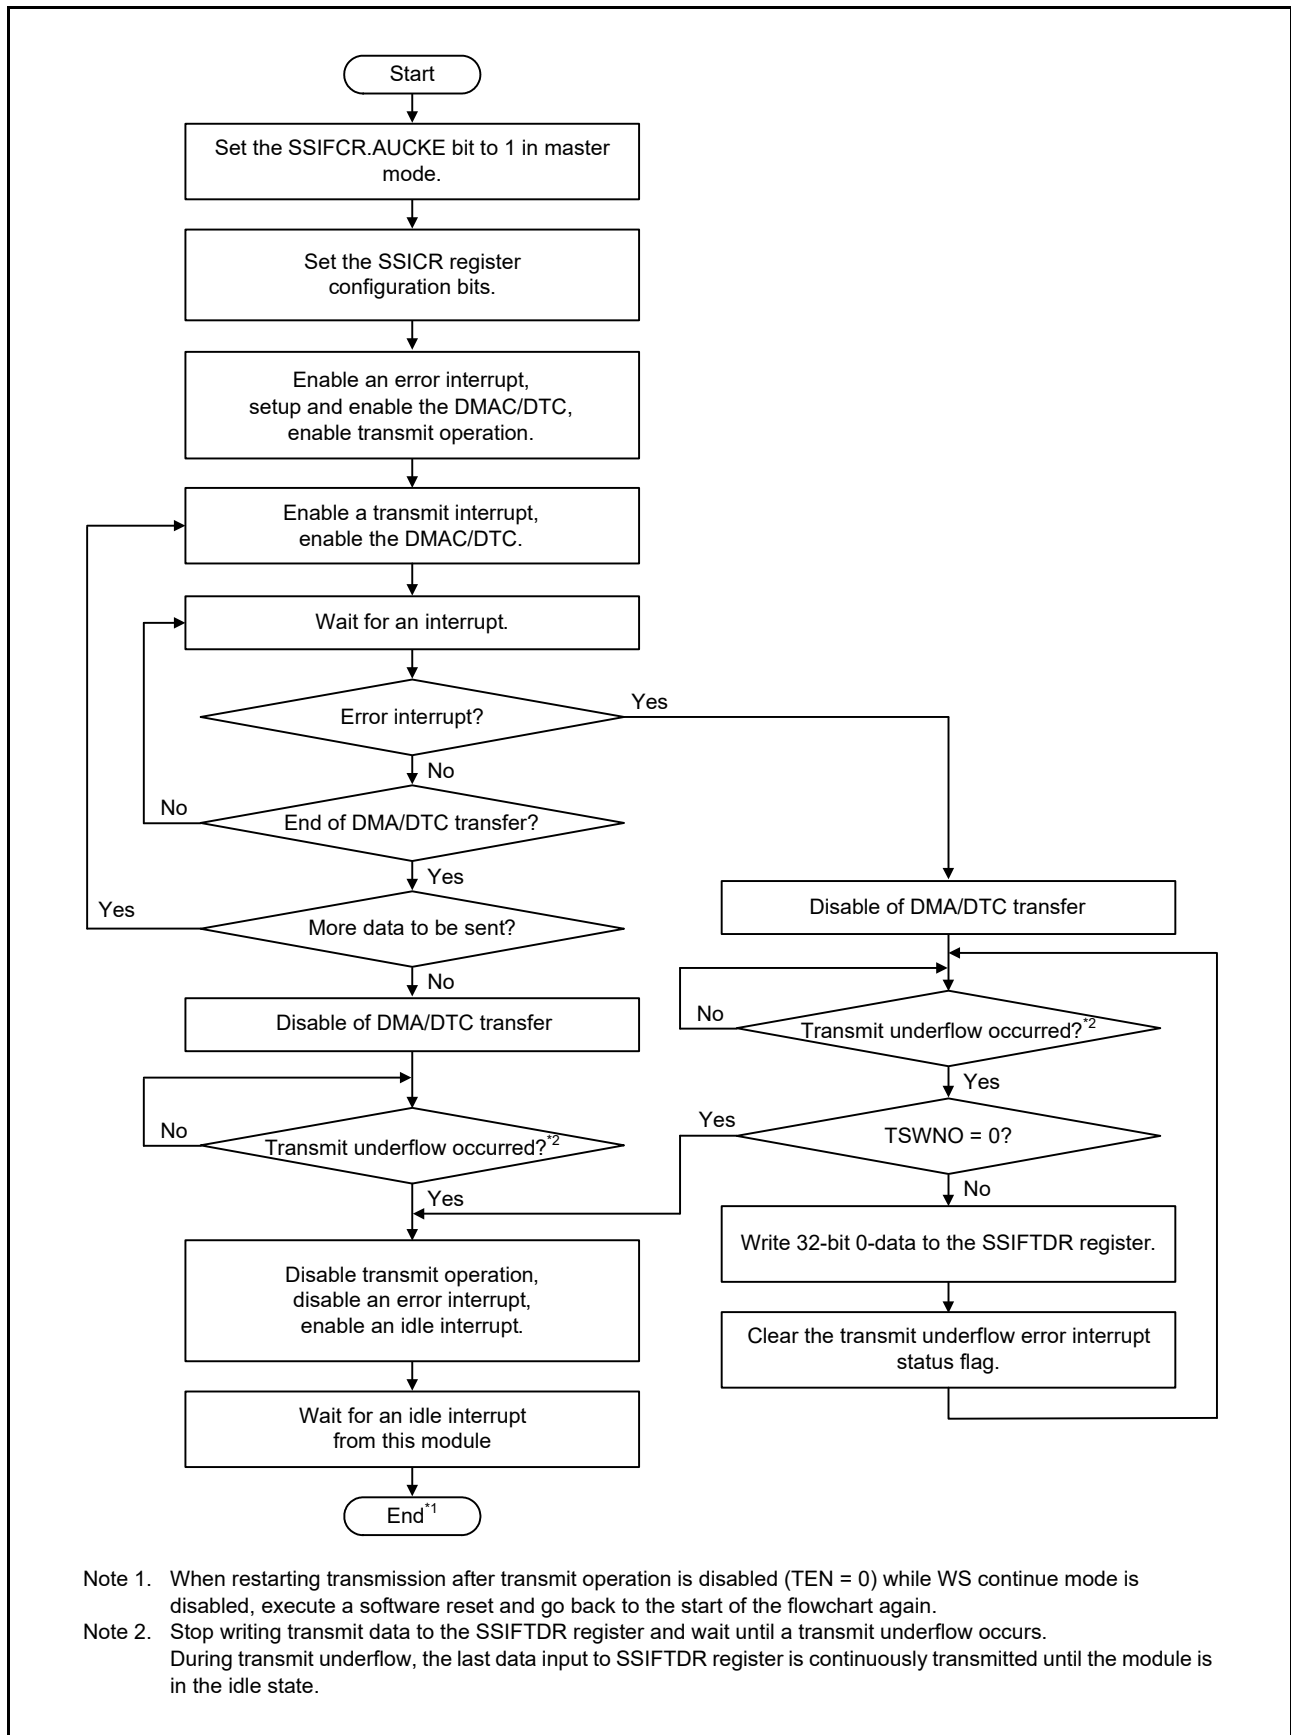 Start
Set the SSIFCR.AUCKE bit to 1 in master
mode.
Set the SSICR register
configuration bits.
Enable an error interrupt,
setup and enable the DMAC/DTC,
enable transmit operation.
Enable a transmit interrupt,
enable the DMAC/DTC.
Wait for an interrupt.
Error interrupt?
Yes
No
End of DMA/DTC transfer?
No
Yes
More data to be sent?
Yes
No
Disable of DMA/DTC transfer
Transmit underflow occurred?*2
No
Yes
Disable transmit operation,
disable an error interrupt,
enable an idle interrupt.
Wait for an idle interrupt
from this module
End*1
Disable of DMA/DTC transfer
Transmit underflow occurred?*2
No
Yes
TSWNO = 0?
Yes
No
Write 32-bit 0-data to the SSIFTDR register.
Clear the transmit underflow error interrupt
status flag.
Note 1. When restarting transmission after transmit operation is disabled (TEN = 0) while WS continue mode is
disabled, execute a software reset and go back to the start of the flowchart again.
Note 2. Stop writing transmit data to the SSIFTDR register and wait until a transmit underflow occurs.
During transmit underflow, the last data input to SSIFTDR register is continuously transmitted until the module is
in the idle state.